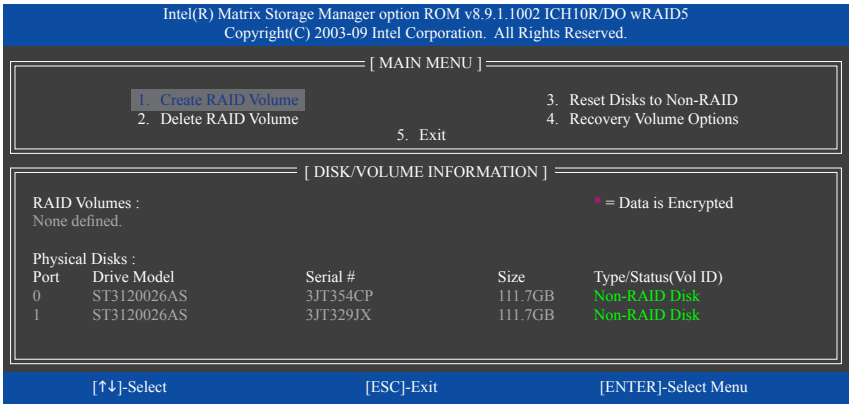 Intel(R) Matrix Storage Manager option ROM v8.9.1.1002 ICH10R/DO wRAID5
Copyright(C) 2003-09 Intel Corporation.  All Rights Reserved.
[ MAIN MENU ]
1. Create RAID Volume 3. Reset Disks to Non-RAID
2. Delete RAID Volume 4. Recovery Volume Options
5. Exit
[ DISK/VOLUME INFORMATION ]
RAID Volumes : * = Data is Encrypted
None defined.
Physical Disks :
Port Drive Model Serial # Size Type/Status(Vol ID)
0 ST3120026AS 3JT354CP 111.7GB Non-RAID Disk
1 ST3120026AS 3JT329JX 111.7GB Non-RAID Disk
[↑↓]-Select [ESC]-Exit [ENTER]-Select Menu